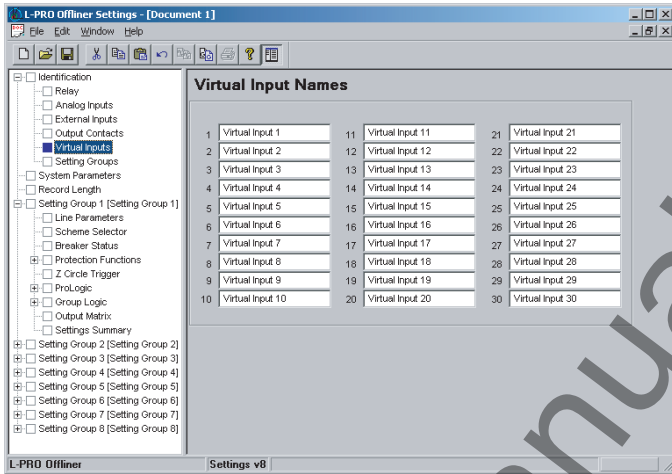 L-PRO Offliner Settings - [Document 1]
File Edit Window Help
Identification
Relay
Analog Inputs
External Inputs
Output Contacts
Virtual Inputs
Setting Groups
System Parameters
Record Length
Setting Group 1 [Setting Group 1]
Line Parameters
Scheme Selector
Breaker Status
Protection Functions
Z Circle Trigger
ProLogic
Group Logic
Output Matrix
Settings Summary
Setting Group 2 [Setting Group 2]
Setting Group 3 [Setting Group 3]
Setting Group 4 [Setting Group 4]
Setting Group 5 [Setting Group 5]
Setting Group 6 [Setting Group 6]
Setting Group 7 [Setting Group 7]
Setting Group 8 [Setting Group 8]
Virtual Input Names
1 Virtual Input 1 11 Virtual Input 11 21 Virtual Input 21
2 Virtual Input 2 12 Virtual Input 12 22 Virtual Input 22
3 Virtual Input 3 13 Virtual Input 13 23 Virtual Input 23
4 Virtual Input 4 14 Virtual Input 14 24 Virtual Input 24
5 Virtual Input 5 15 Virtual Input 15 25 Virtual Input 25
6 Virtual Input 6 16 Virtual Input 16 26 Virtual Input 26
7 Virtual Input 7 17 Virtual Input 17 27 Virtual Input 27
8 Virtual Input 8 18 Virtual Input 18 28 Virtual Input 28
9 Virtual Input 9 19 Virtual Input 19 29 Virtual Input 29
10 Virtual Input 10 20 Virtual Input 20 30 Virtual Input 30
L-PRO Offliner Settings v8